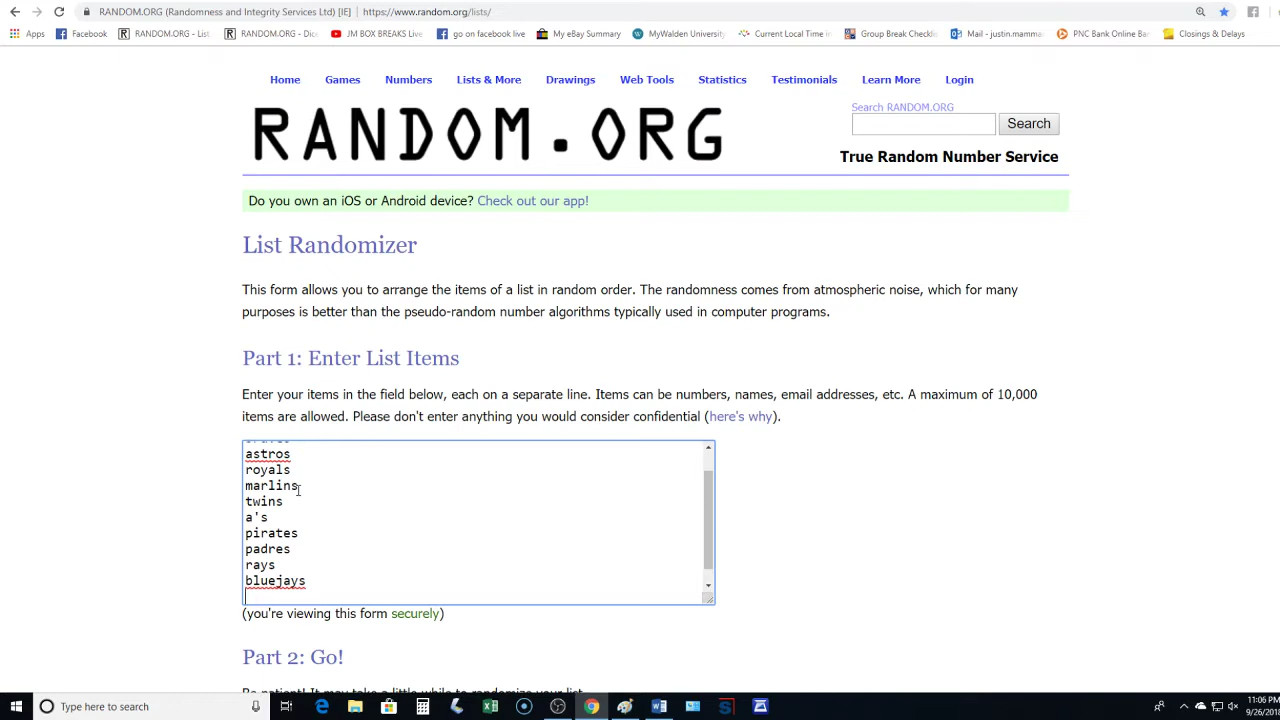 RANDOM.ORG (Randomness and Integrity Services Ltd) [IE] | https://www.random.org/lists/
Apps Facebook RANDOM.ORG - List RANDOM.ORG - Dice JM BOX BREAKS Live go on facebook live My eBay Summary MyWalden University Current Local Time in Group Break Checkli Mail - justin.mamma PNC Bank Online Ban Closings & Delays
Home Games Numbers Lists & More Drawings Web Tools Statistics Testimonials Learn More Login
RANDOM.ORG
Search RANDOM.ORG
Search
True Random Number Service
Do you own an iOS or Android device? Check out our app!
List Randomizer
This form allows you to arrange the items of a list in random order. The randomness comes from atmospheric noise, which for many
purposes is better than the pseudo-random number algorithms typically used in computer programs.
Part 1: Enter List Items
Enter your items in the field below, each on a separate line. Items can be numbers, names, email addresses, etc. A maximum of 10,000
items are allowed. Please don't enter anything you would consider confidential (here's why).
astros
royals
marlins
twins
a's
pirates
padres
rays
bluejays
(you're viewing this form securely)
Part 2: Go!
Be patient! It may take a little while to randomize your list
Type here to search
11:06 PM
9/26/201